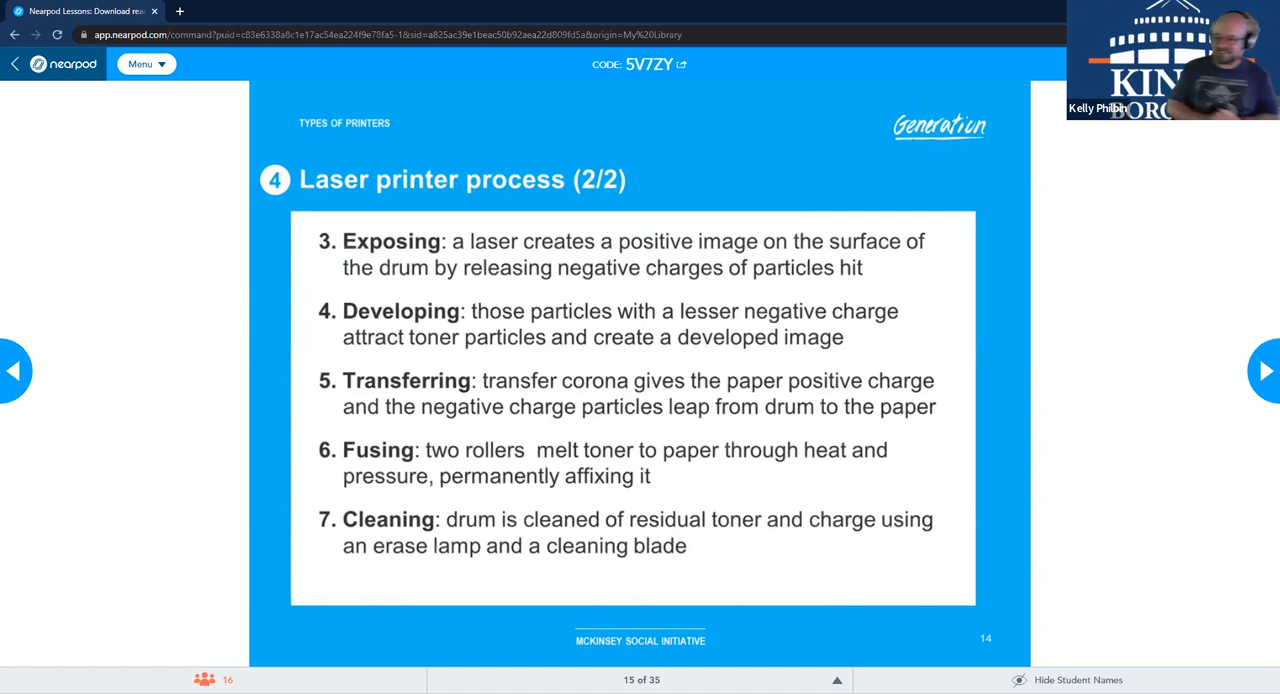 Nearpod Lessons: Download rea
app.nearpod.com/command?puid=c83e6338a8c1e17ac54ea224f9e78fa5-1&sid=a825ac39e1beac50b92aea22d809fd5a&origin=My%20Library
nearpod
Menu
CODE: 5V7ZY
KIN
BORO
Kelly Philbin
TYPES OF PRINTERS
Generation
4 Laser printer process (2/2)
3. Exposing: a laser creates a positive image on the surface of
the drum by releasing negative charges of particles hit
4. Developing: those particles with a lesser negative charge
attract toner particles and create a developed image
5. Transferring: transfer corona gives the paper positive charge
and the negative charge particles leap from drum to the paper
6. Fusing: two rollers melt toner to paper through heat and
pressure, permanently affixing it
7. Cleaning: drum is cleaned of residual toner and charge using
an erase lamp and a cleaning blade
MCKINSEY SOCIAL INITIATIVE
14
16
15 of 35
Hide Student Names